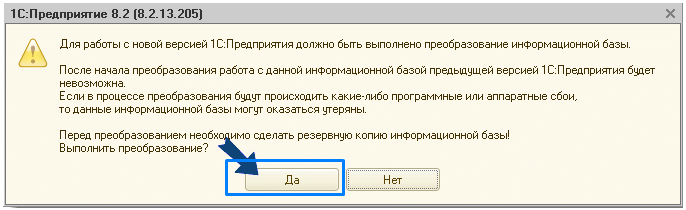 1С:Предприятие 8.2 (8.2.13.205)
Для работы с новой версией 1С:Предприятия должно быть выполнено преобразование информационной базы.
После начала преобразования работа с данной информационной базой предыдущей версией 1С:Предприятия будет
невозможна.
Если в процессе преобразования будут происходить какие-либо программные или аппаратные сбои,
то данные информационной базы могут оказаться утеряны.
Перед преобразованием необходимо сделать резервную копию информационной базы!
Выполнить преобразование?
Да
Нет